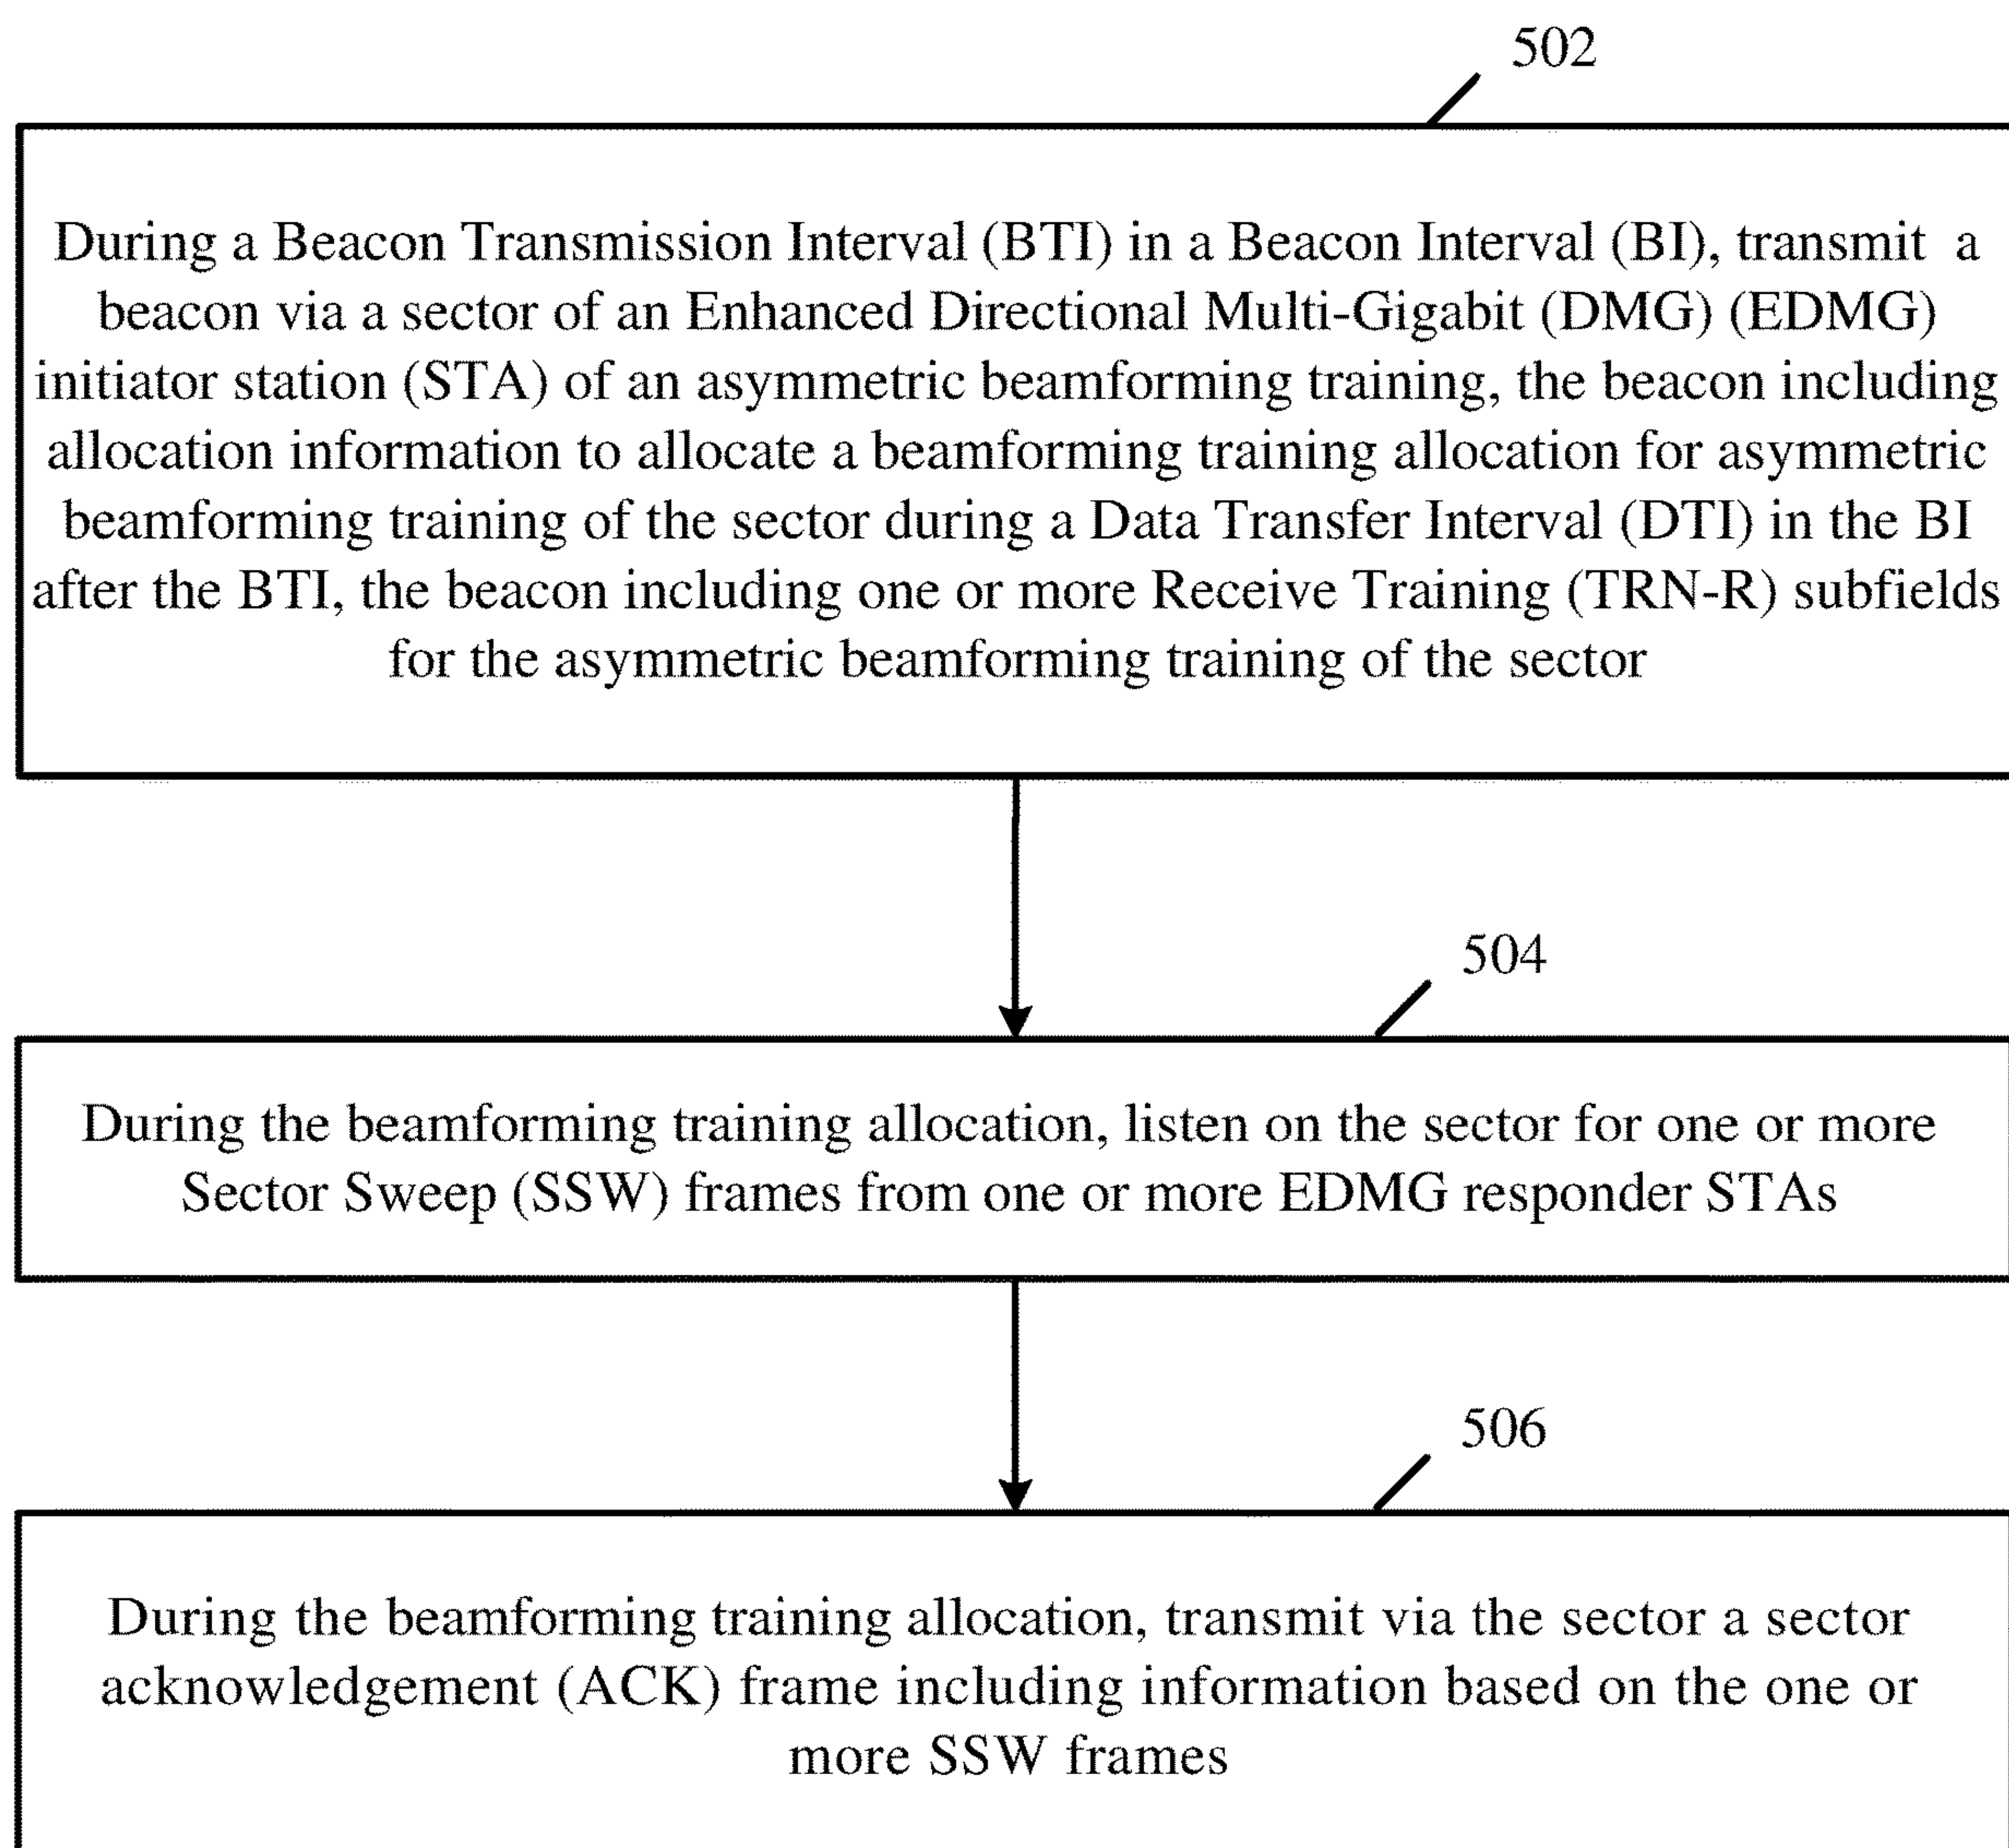 502
During a Beacon Transmission Interval (BTI) in a Beacon Interval (BI), transmit a
beacon via a sector of an Enhanced Directional Multi-Gigabit (DMG) (EDMG)
initiator station (STA) of an asymmetric beamforming training, the beacon including
allocation information to allocate a beamforming training allocation for asymmetric
beamforming training of the sector during a Data Transfer Interval (DTI) in the BI
after the BTI, the beacon including one or more Receive Training (TRN-R) subfields
for the asymmetric beamforming training of the sector
504
During the beamforming training allocation, listen on the sector for one or more
Sector Sweep (SSW) frames from one or more EDMG responder STAs
506
During the beamforming training allocation, transmit via the sector a sector
acknowledgement (ACK) frame including information based on the one or
more SSW frames